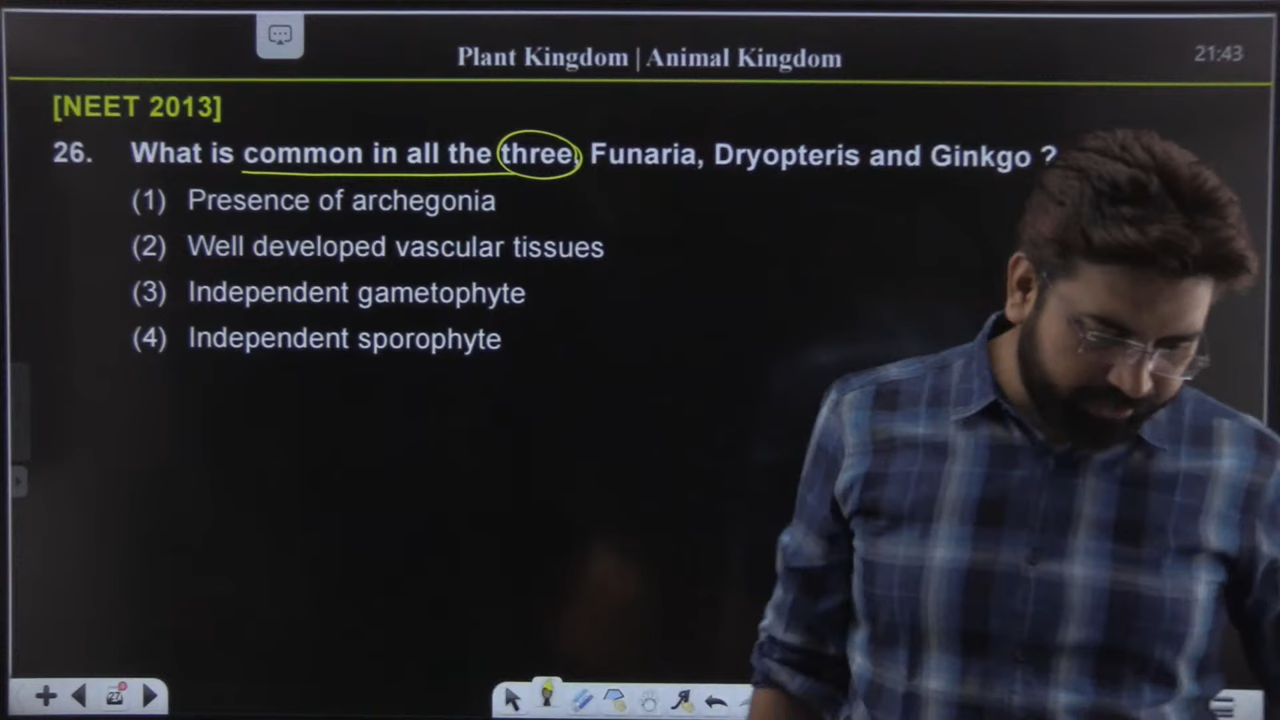 Plant Kingdom | Animal Kingdom
21:43
[NEET 2013]
26. What is common in all the three, Funaria, Dryopteris and Ginkgo ?
(1) Presence of archegonia
(2) Well developed vascular tissues
(3) Independent gametophyte
(4) Independent sporophyte
27